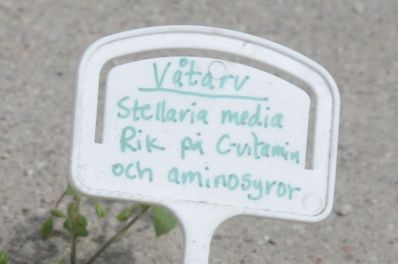 Våtarv
Stellaria media
Rik på C-vitamin
och aminosyror